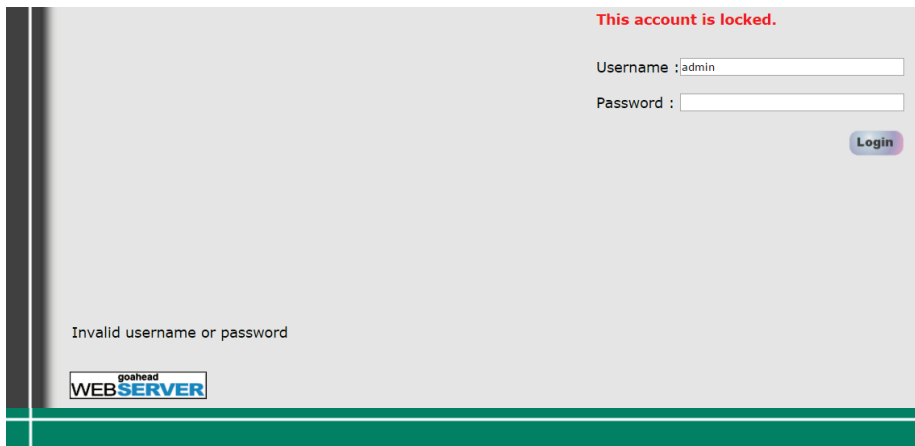 This account is locked.
Username : admin
Password :
Login
Invalid username or password
goahead
WEBSERVER